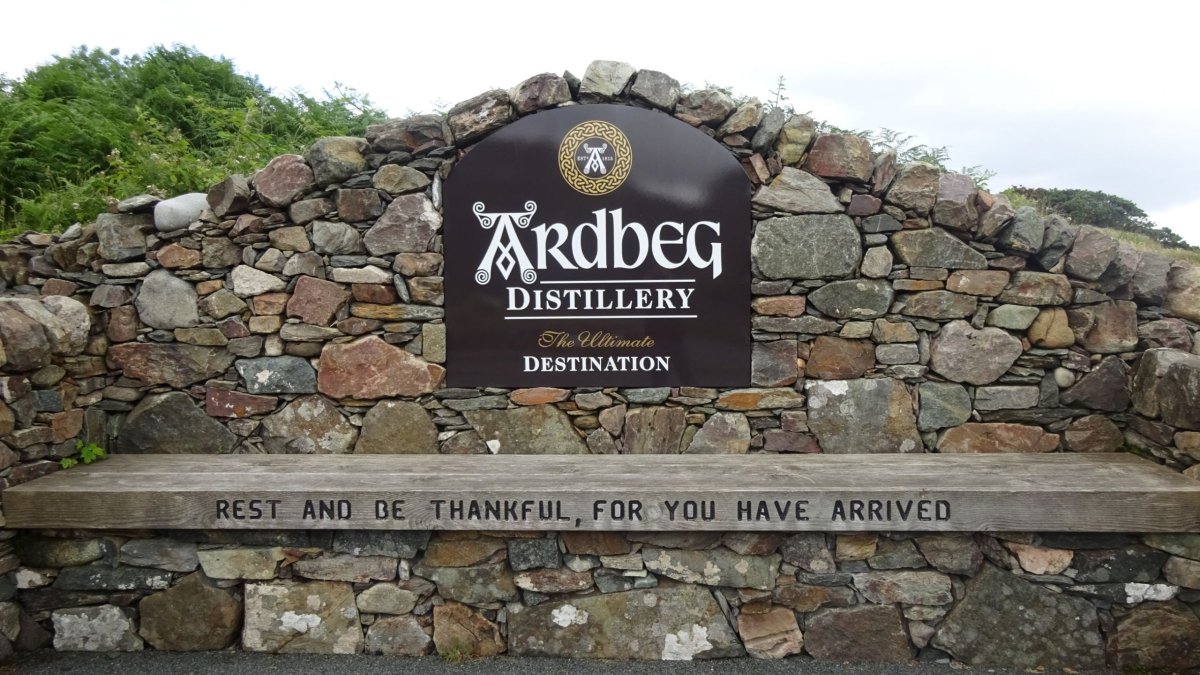 EST A 1815
ARDBEG
DISTILLERY
The Ultimate
DESTINATION
REST AND BE THANKFUL, FOR YOU HAVE ARRIVED